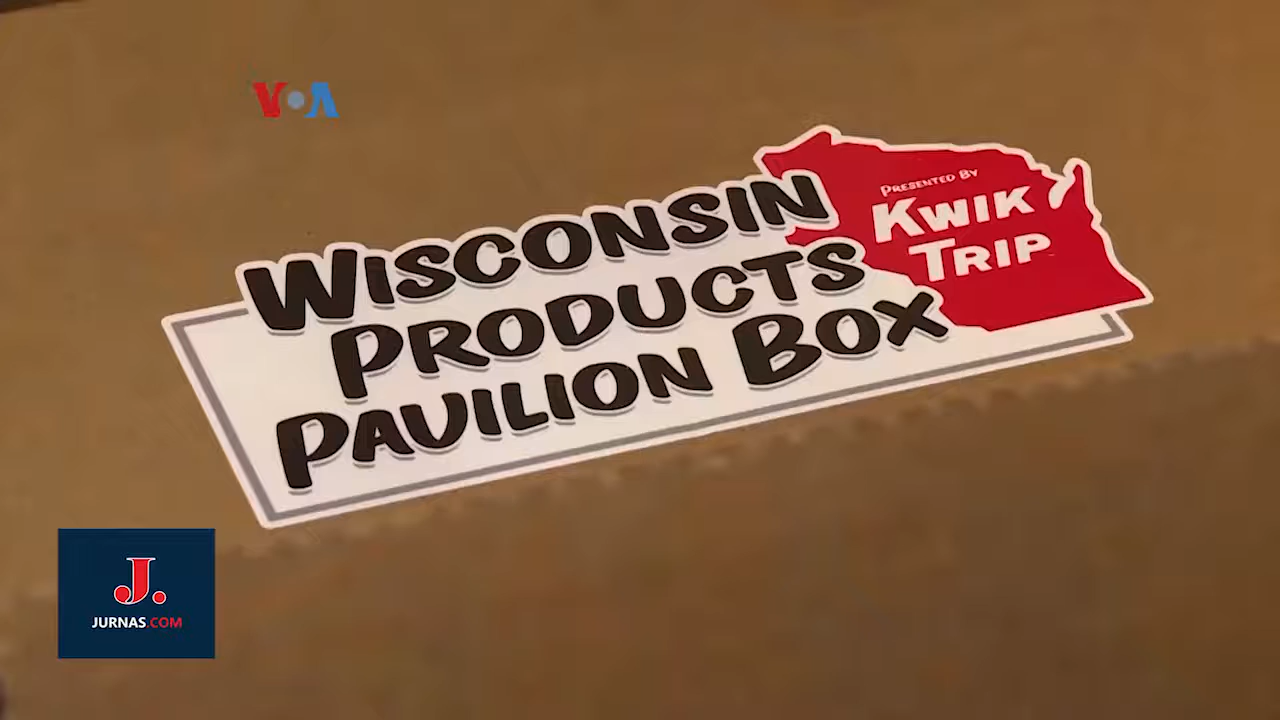 VOA
WISCONSIN
PRODUCTS
PAVILION BOX
PRESENTED BY
KWIK
TRIP
J.
JURNAS.COM